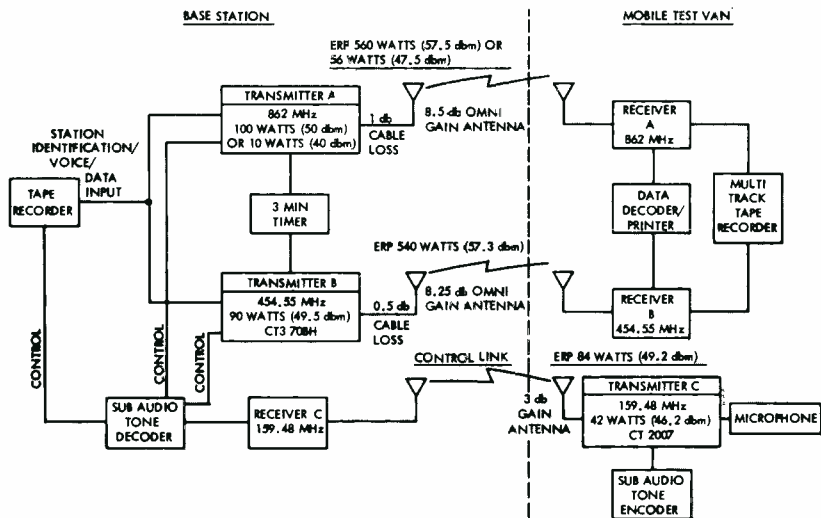 BASE STATION
MOBILE TEST VAN
ERP 560 WATTS (57.5 dbm) OR
56 WATTS (47.5 dbm)
TRANSMITTER A
862 MHz
100 WATTS (50 dbm)
OR 10 WATTS (40 dbm)
1 db
CABLE
LOSS
8.5 db OMNI
GAIN ANTENNA
RECEIVER
A
862 MHz
STATION
IDENTIFICATION/
VOICE/
DATA
INPUT
TAPE
RECORDER
3 MIN
TIMER
DATA
DECODER/
PRINTER
MULTI
TRACK
TAPE
RECORDER
ERP 540 WATTS (57.3 dbm)
TRANSMITTER B
454.55 MHz
90 WATTS (49.5 dbm)
CT3 70BH
0.5 db
CABLE
LOSS
8.25 db OMNI
GAIN ANTENNA
RECEIVER
B
454.55 MHz
CONTROL
CONTROL
CONTROL
CONTROL LINK
ERP 84 WATTS (49.2 dbm)
SUB AUDIO
TONE
DECODER
RECEIVER C
159.48 MHz
3 db
GAIN
ANTENNA
TRANSMITTER C
159.48 MHz
42 WATTS (46.2 dbm)
CT 2007
MICROPHONE
SUB AUDIO
TONE
ENCODER